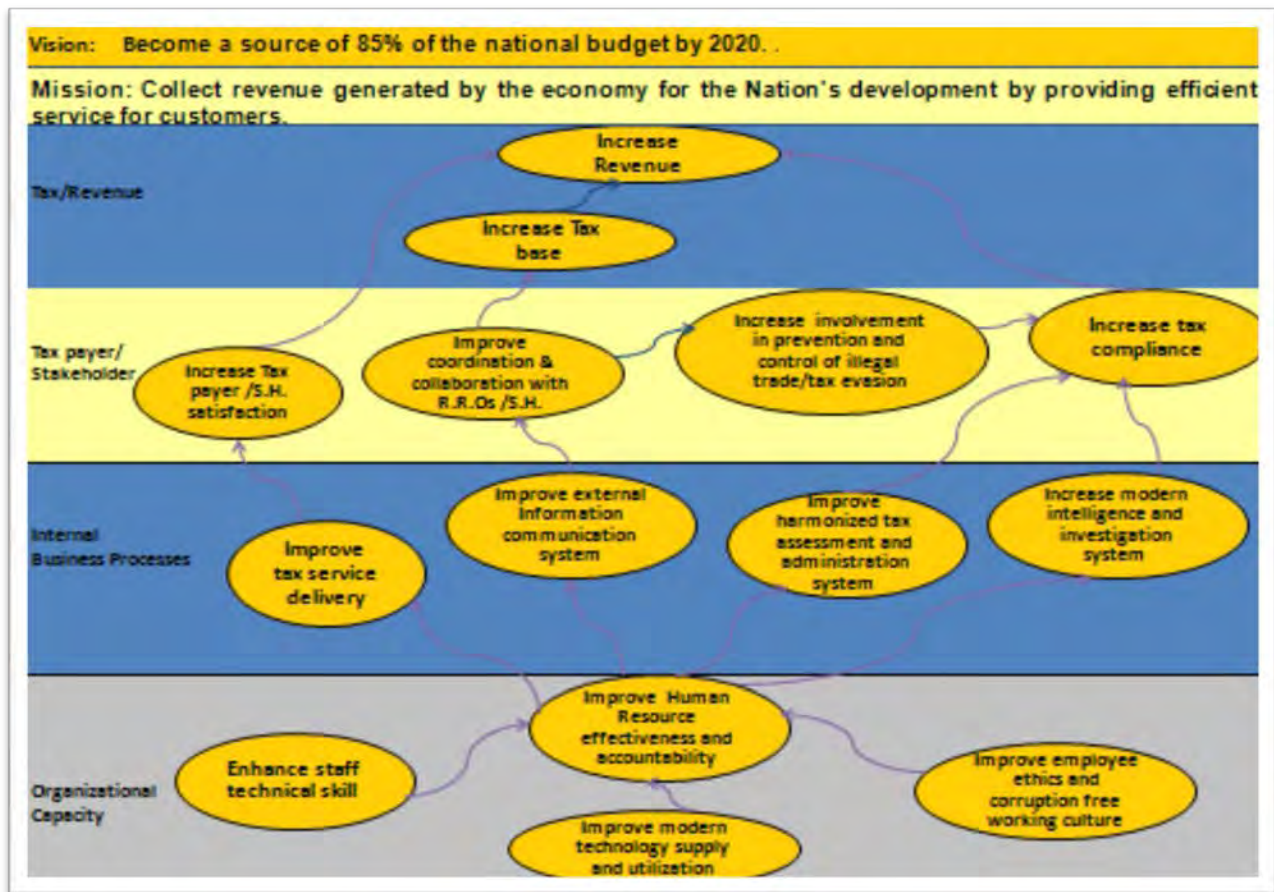 Vision: Become a source of 85% of the national budget by 2020. .
Mission: Collect revenue generated by the economy for the Nation's development by providing efficient
service for customers.
Tax/Revenue
Increase
Revenue
Increase Tax
base
Tax payer/
Stakeholder
Increase Tax
payer /S.H.
satisfaction
Improve
coordination &
collaboration with
R.R.Os /S.H.
Increase involvement
in prevention and
control of illegal
trade/tax evasion
Increase tax
compliance
Internal
Business Processes
Improve
tax service
delivery
Improve external
Information
communication
system
Improve
harmonized tax
assessment and
administration
system
Increase modern
intelligence and
investigation
system
Organizational
Capacity
Enhance staff
technical skill
Improve Human
Resource
effectiveness and
accountability
Improve modern
technology supply
and utilization
Improve employee
ethics and
corruption free
working culture